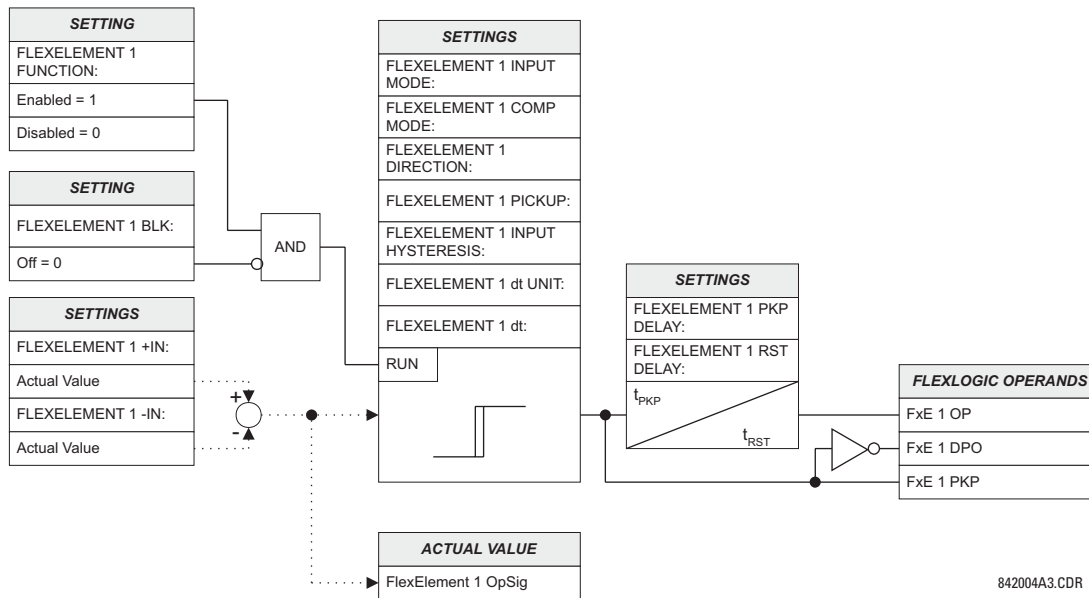 SETTING
FLEXELEMENT 1
FUNCTION:
Enabled = 1
Disabled = 0
SETTING
FLEXELEMENT 1 BLK:
Off = 0
SETTINGS
FLEXELEMENT 1 +IN:
Actual Value
FLEXELEMENT 1 -IN:
Actual Value
AND
+
-
SETTINGS
FLEXELEMENT 1 INPUT
MODE:
FLEXELEMENT 1 COMP
MODE:
FLEXELEMENT 1
DIRECTION:
FLEXELEMENT 1 PICKUP:
FLEXELEMENT 1 INPUT
HYSTERESIS:
FLEXELEMENT 1 dt UNIT:
FLEXELEMENT 1 dt:
RUN
ACTUAL VALUE
FlexElement 1 OpSig
SETTINGS
FLEXELEMENT 1 PKP
DELAY:
FLEXELEMENT 1 RST
DELAY:
tPKP
tRST
FLEXLOGIC OPERANDS
FxE 1 OP
FxE 1 DPO
FxE 1 PKP
842004A3.CDR